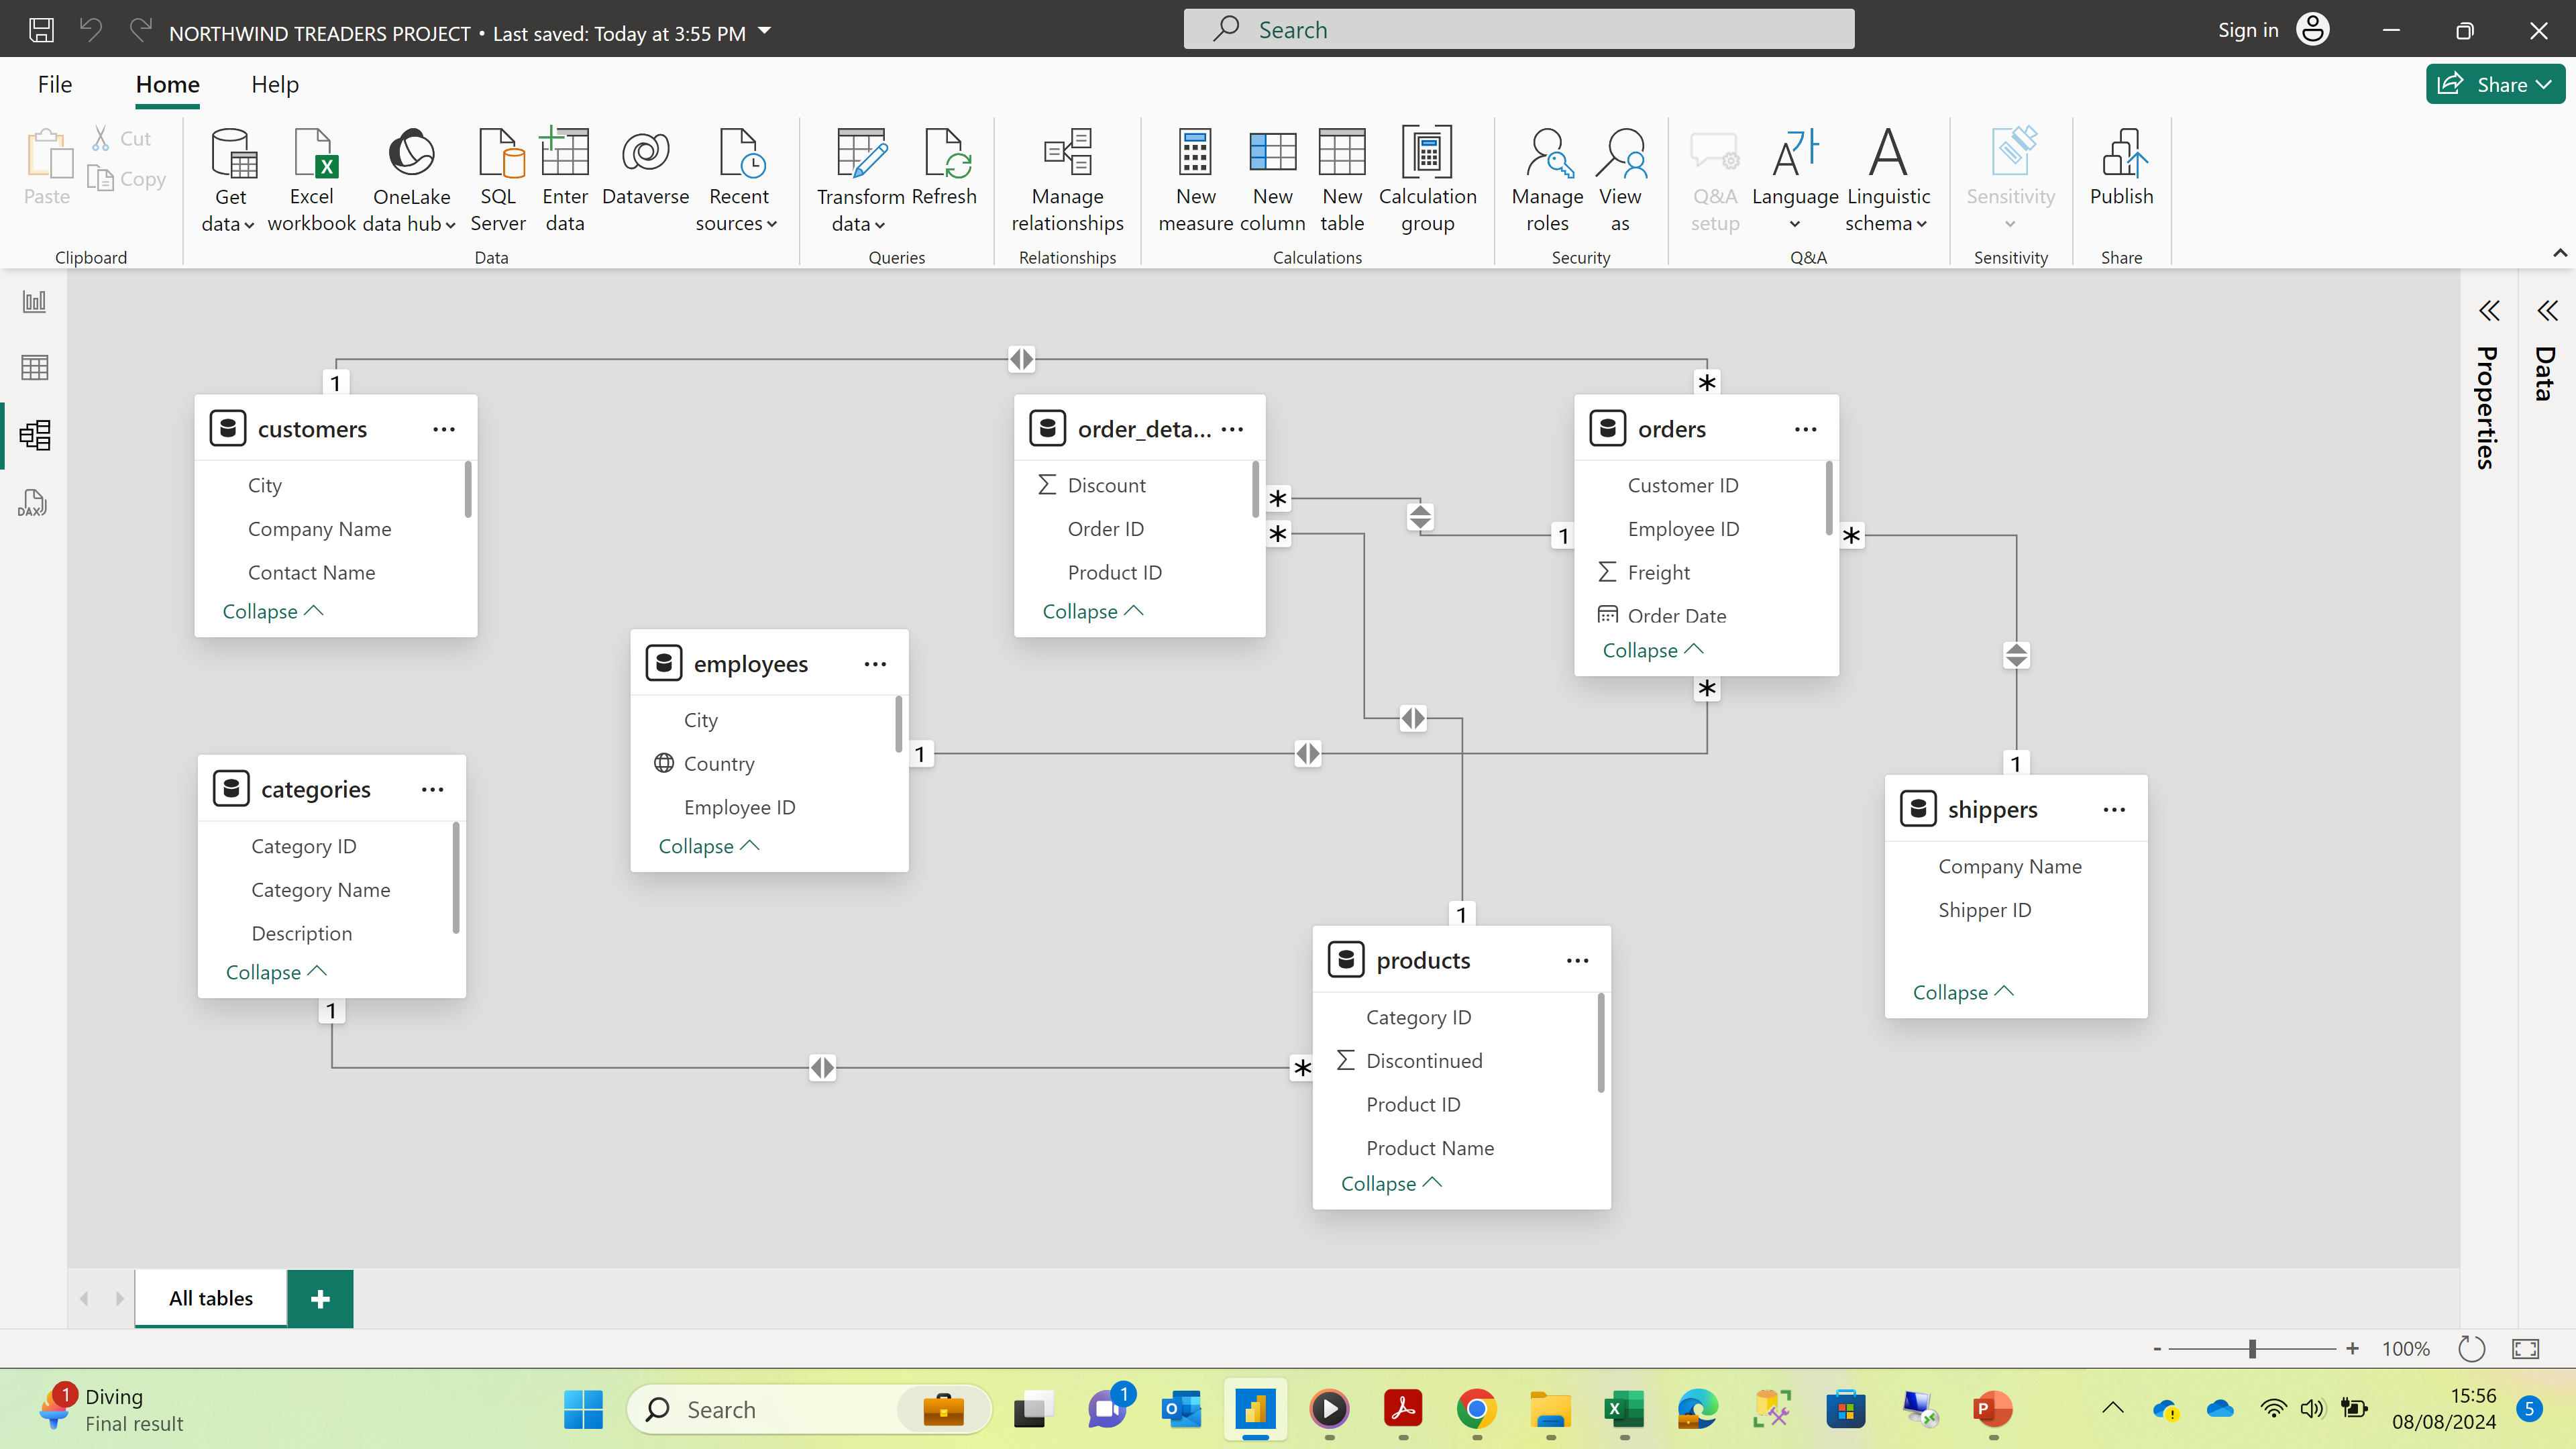 NORTHWIND TREADERS PROJECT • Last saved: Today at 3:55 PM
Search
Sign in
File
Home
Help
Share
Paste
Cut
Copy
Clipboard
Get data
Excel workbook
OneLake data hub
SQL Server
Enter data
Dataverse
Recent sources
Data
Transform data
Refresh
Queries
Manage relationships
Relationships
New measure
New column
New table
Calculation group
Calculations
Manage roles
View as
Security
Q&A setup
Language
Linguistic schema
Q&A
Sensitivity
Sensitivity
Publish
Share
DAX
Properties
Data
1
*
customers
City
Company Name
Contact Name
Collapse
order_deta...
Discount
Order ID
Product ID
Collapse
*
*
1
orders
Customer ID
Employee ID
Freight
Order Date
Collapse
*
*
employees
City
Country
Employee ID
Collapse
1
categories
Category ID
Category Name
Description
Collapse
1
*
1
products
Category ID
Discontinued
Product ID
Product Name
Collapse
1
shippers
Company Name
Shipper ID
Collapse
All tables
+
- + 100%
1
Diving
Final result
Search
1
15:56
08/08/2024
5